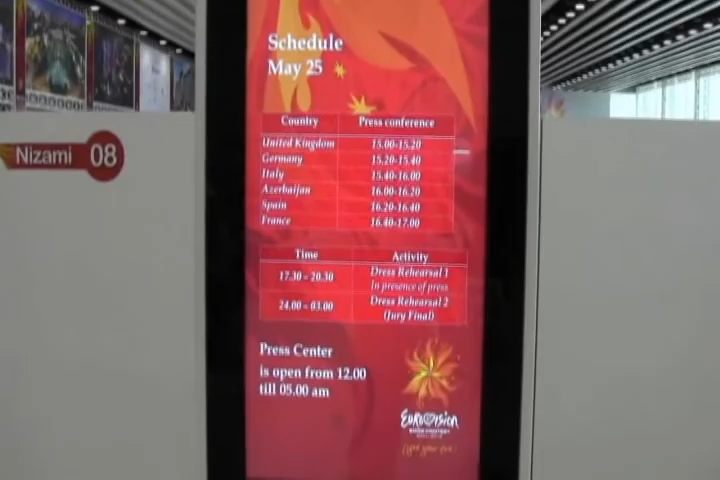 Schedule
May 25
Country Press conference
United Kingdom 15.00-15.20
Germany 15.20-15.40
Italy 15.40-16.00
Azerbaijan 16.00-16.20
Spain 16.20-16.40
France 16.40-17.00
Time Activity
17.30 - 20.30 Dress Rehearsal 1
In presence of press
24.00 - 03.00 Dress Rehearsal 2
(Jury Final)
Press Center
is open from 12.00
till 05.00 am
EUROVISION
SONG CONTEST
Nizami 08